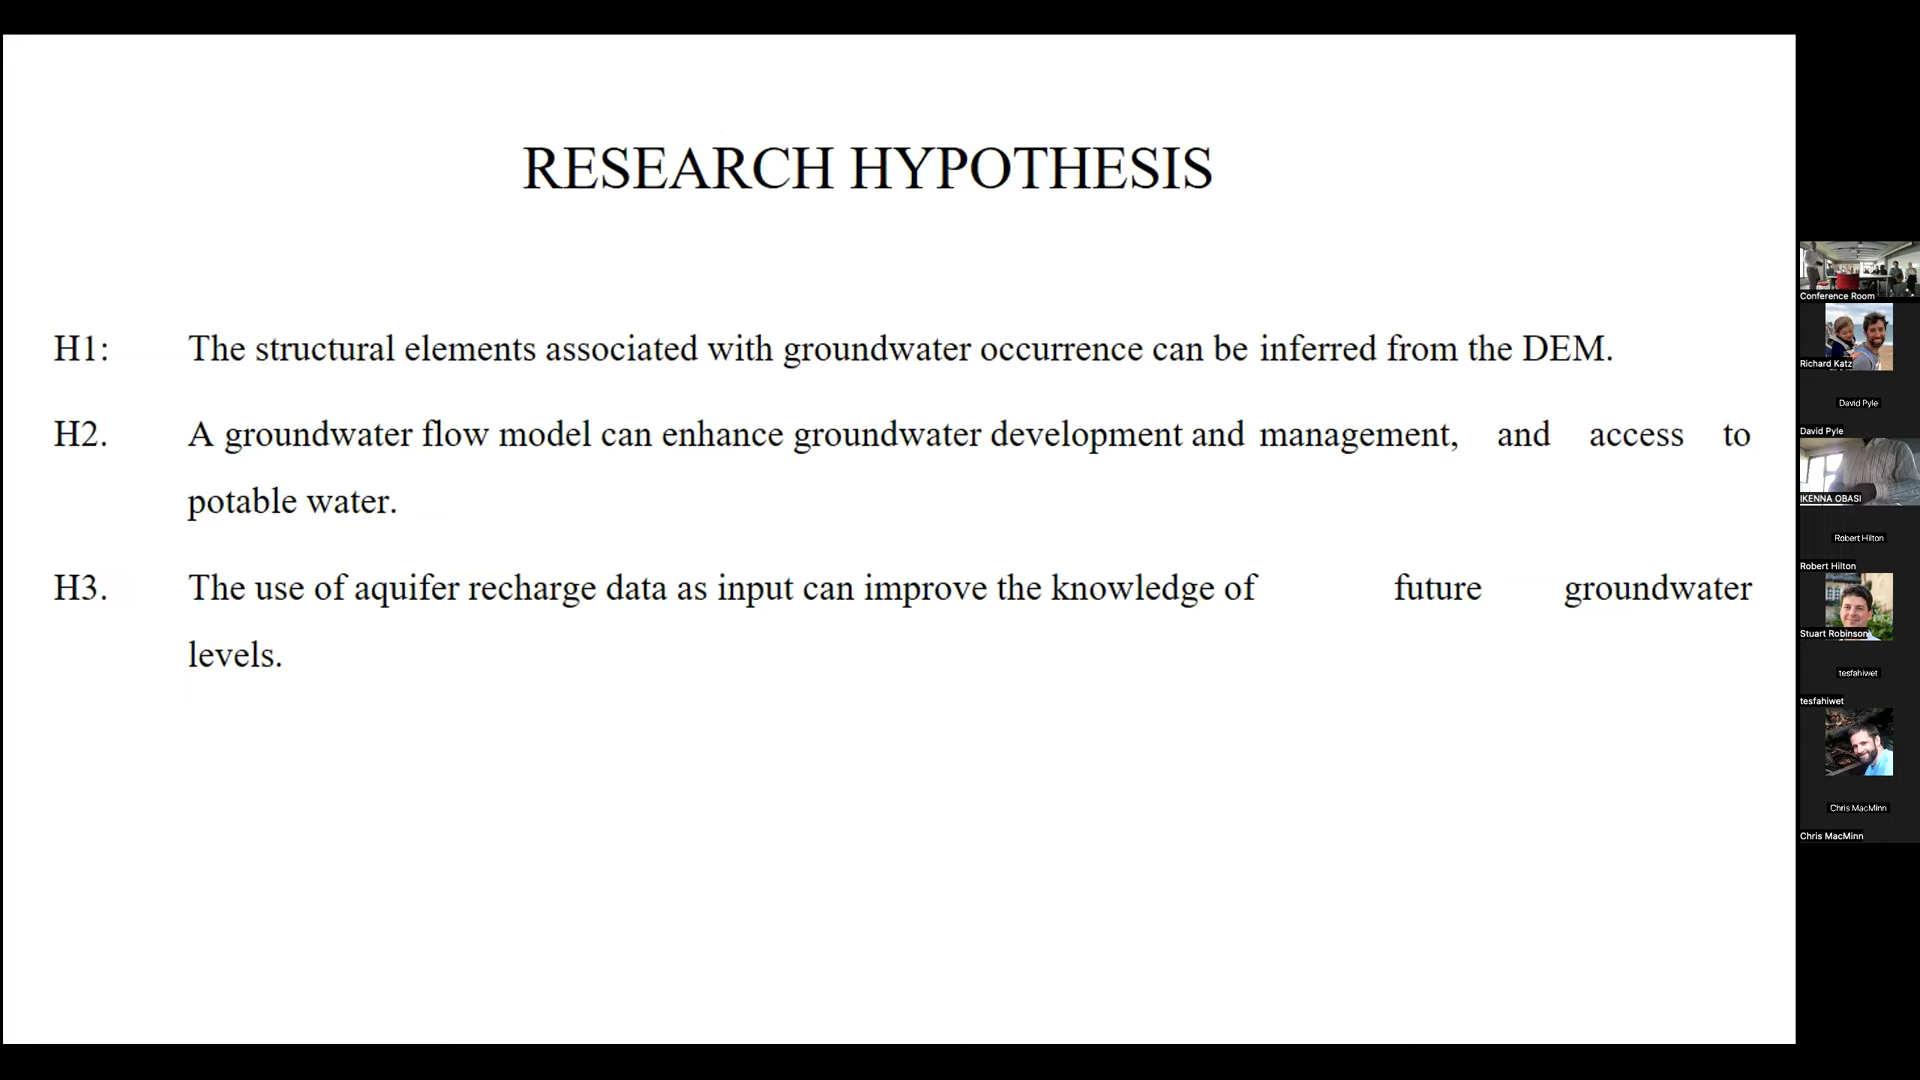 RESEARCH HYPOTHESIS
H1: The structural elements associated with groundwater occurrence can be inferred from the DEM.
H2. A groundwater flow model can enhance groundwater development and management, and access to
potable water.
H3. The use of aquifer recharge data as input can improve the knowledge of future groundwater
levels.
Conference Room
Richard Katz
David Pyle
David Pyle
IKENNA OBASI
Robert Hilton
Robert Hilton
Stuart Robinson
tesfahiwet
tesfahiwet
Chris MacMinn
Chris MacMinn